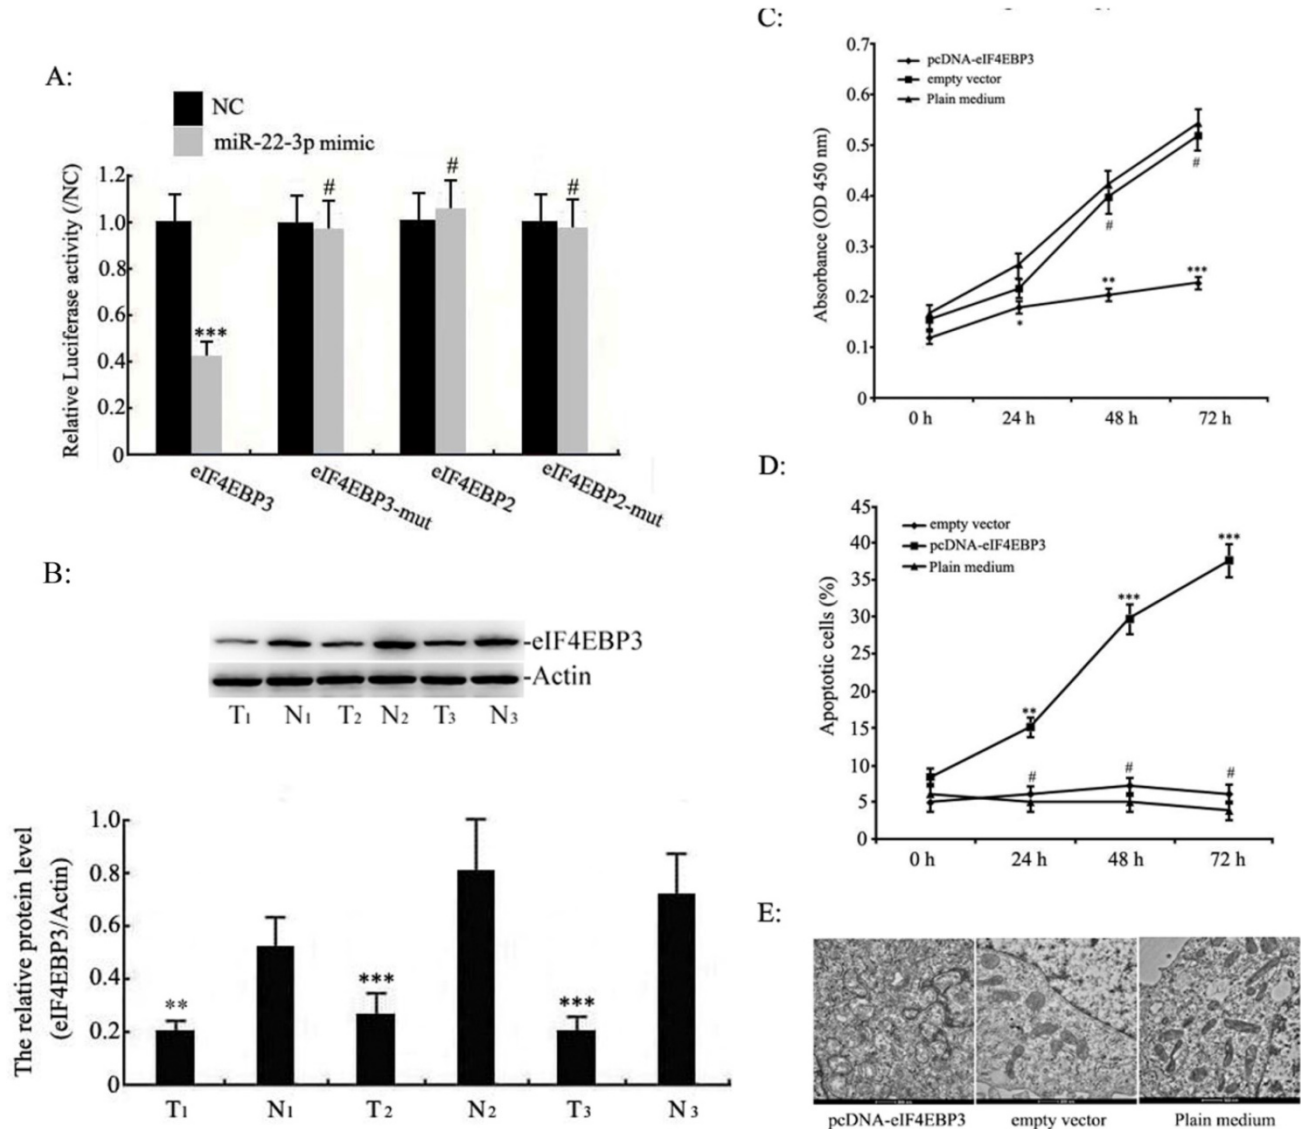 A:
NC
miR-22-3p mimic
Relative Luciferase activity (/NC)
1.2
1.0
0.8
0.6
0.4
0.2
0
***
#
#
#
eIF4EBP3
eIF4EBP3-mut
eIF4EBP2
eIF4EBP2-mut
B:
-eIF4EBP3
-Actin
T1 N1 T2 N2 T3 N3
The relative protein level
(eIF4EBP3/Actin)
1.0
0.8
0.6
0.4
0.2
0
**
***
***
T1 N1 T2 N2 T3 N3
C:
pcDNA-eIF4EBP3
empty vector
Plain medium
Absorbance (OD 450 nm)
0.7
0.6
0.5
0.4
0.3
0.2
0.1
0
*
**
***
#
#
0 h 24 h 48 h 72 h
D:
empty vector
pcDNA-eIF4EBP3
Plain medium
Apoptotic cells (%)
45
40
35
30
25
20
15
10
5
0
**
***
***
#
#
#
0 h 24 h 48 h 72 h
E:
pcDNA-eIF4EBP3 empty vector Plain medium